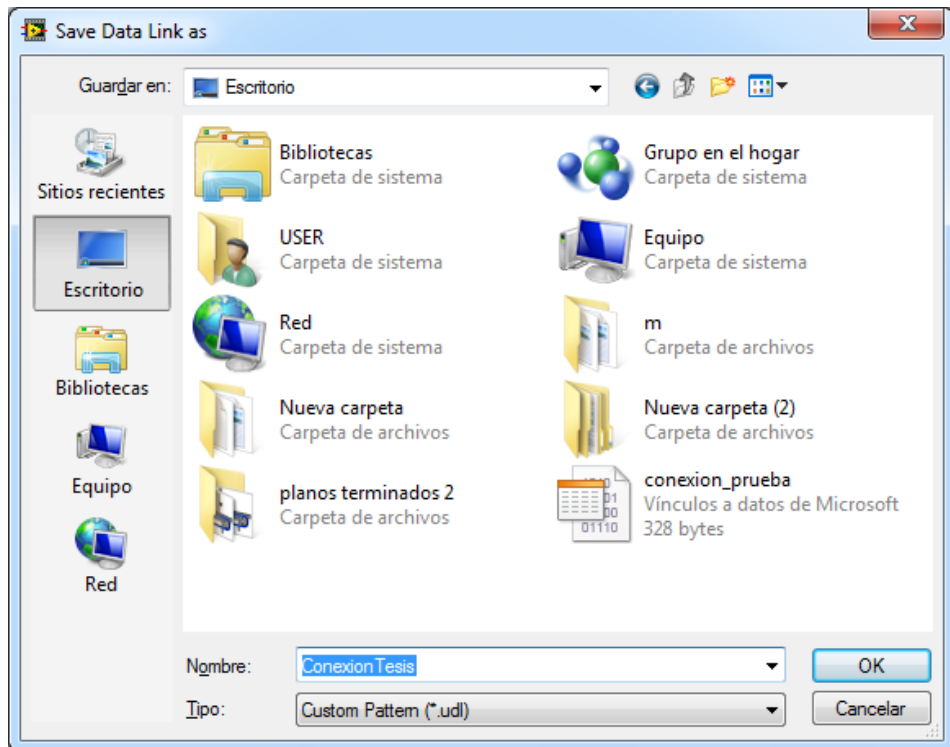 Save Data Link as
Guardar en:
Escritorio
Sitios recientes
Escritorio
Bibliotecas
Equipo
Red
Bibliotecas
Carpeta de sistema
Grupo en el hogar
Carpeta de sistema
USER
Carpeta de sistema
Equipo
Carpeta de sistema
Red
Carpeta de sistema
m
Carpeta de archivos
Nueva carpeta
Carpeta de archivos
Nueva carpeta (2)
Carpeta de archivos
planos terminados 2
Carpeta de archivos
conexion_prueba
Vínculos a datos de Microsoft
328 bytes
Nombre:
ConexionTesis
OK
Tipo:
Custom Pattern (*.udl)
Cancelar